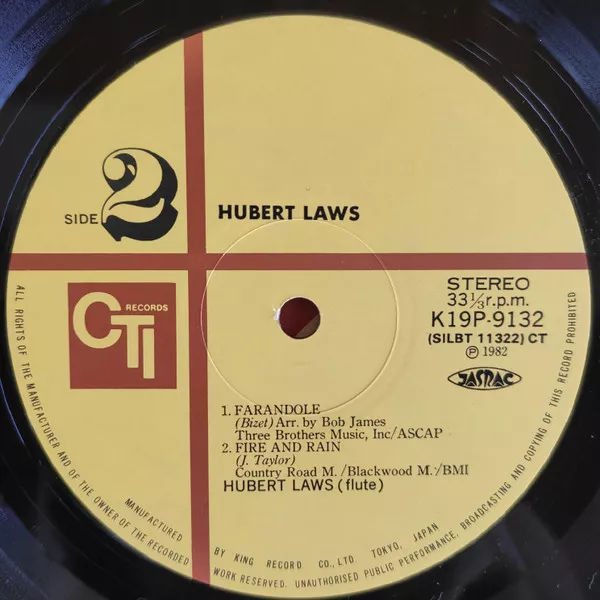 SIDE 2
HUBERT LAWS
CTI RECORDS
STEREO
33⅓r.p.m.
K19P-9132
(SILBT 11322) CT
Ⓟ 1982
JASRAC
1. FARANDOLE
(Bizet) Arr. by Bob James
Three Brothers Music, Inc/ASCAP
2. FIRE AND RAIN
(J. Taylor)
Country Road M./Blackwood M./BMI
HUBERT LAWS (flute)
ALL RIGHTS OF THE MANUFACTURER AND OF THE OWNER OF THE RECORDED WORK RESERVED. UNAUTHORISED PUBLIC PERFORMANCE, BROADCASTING AND COPYING OF THIS RECORD PROHIBITED
MANUFACTURED BY KING RECORD CO., LTD TOKYO, JAPAN